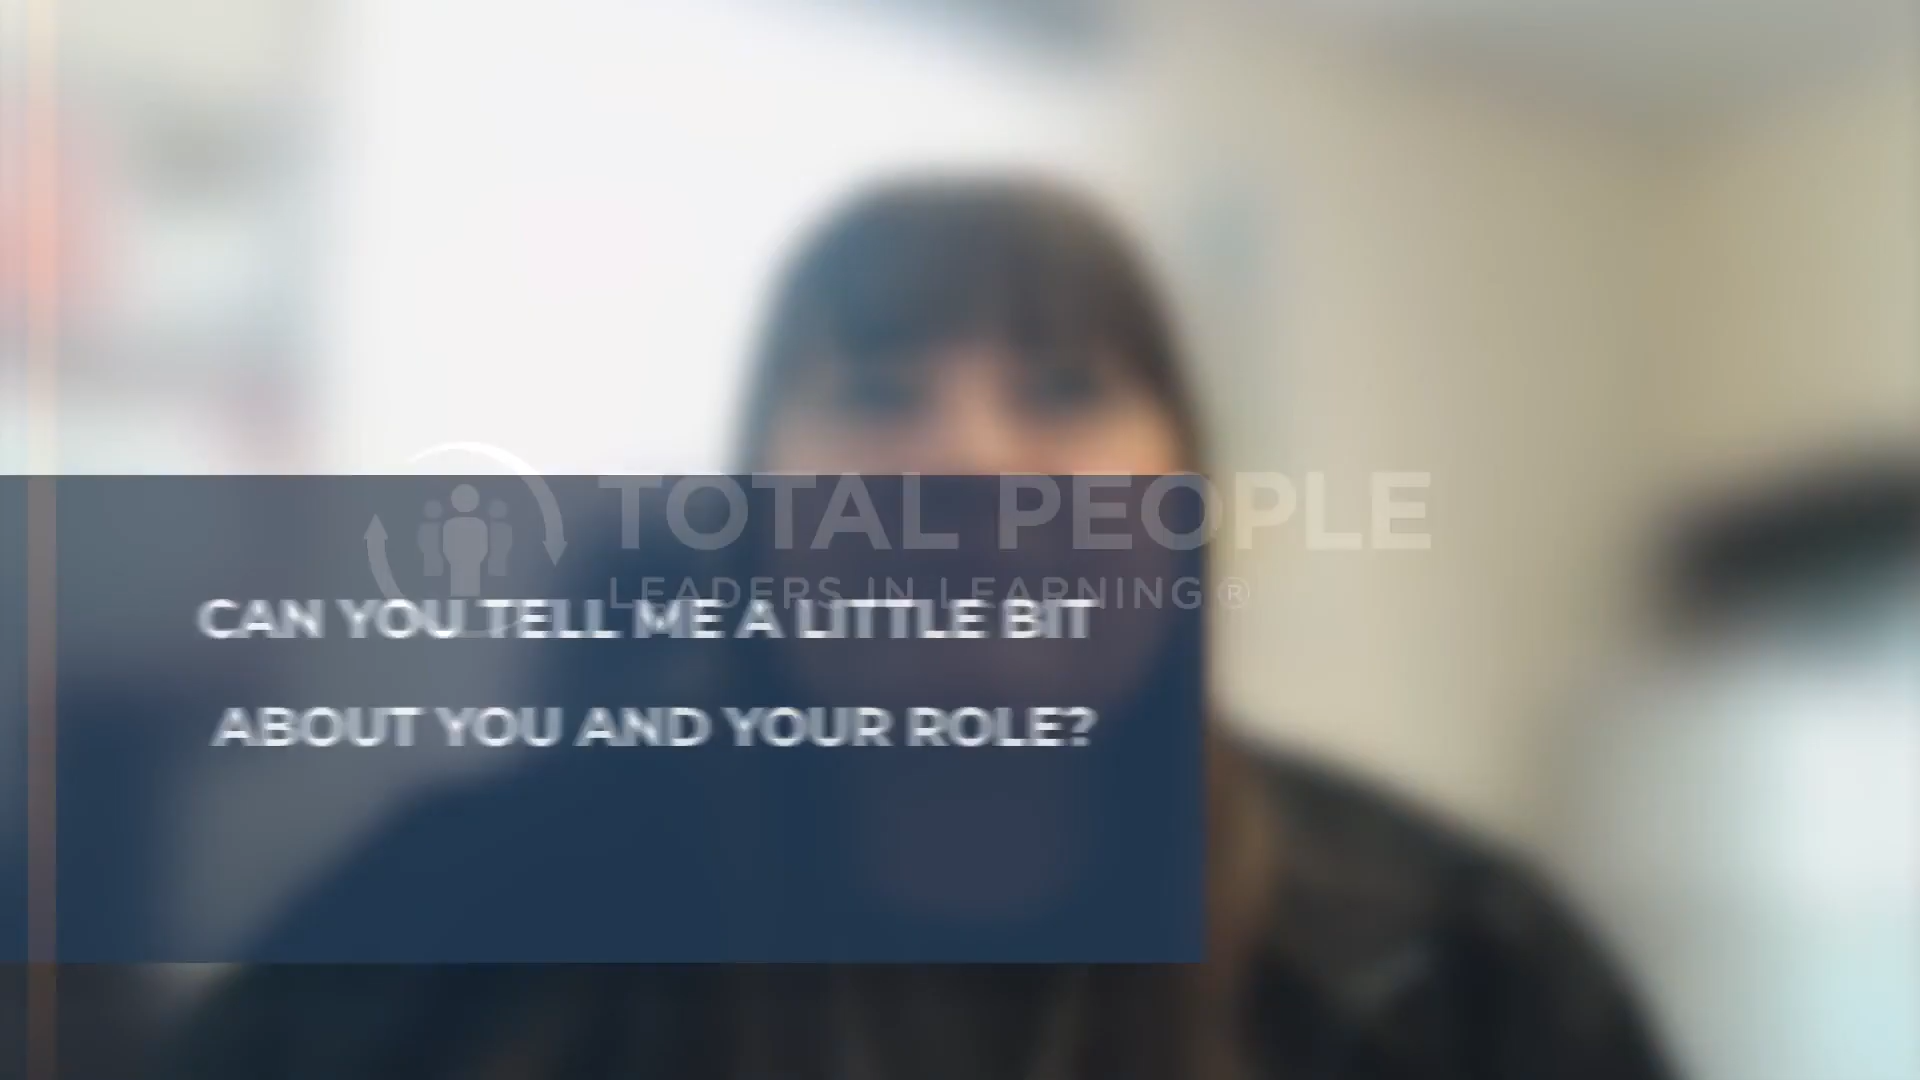 TOTAL PEOPLE
LEADERS IN LEARNING®
CAN YOU TELL ME A LITTLE BIT
ABOUT YOU AND YOUR ROLE?